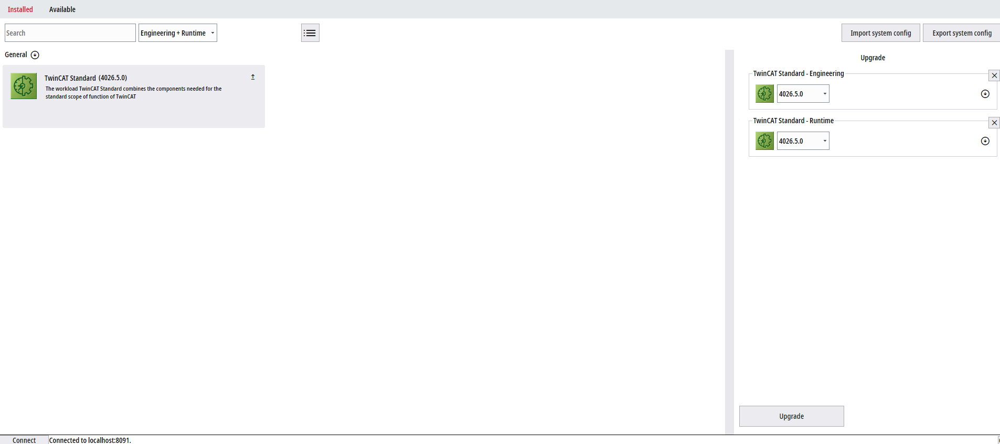 Installed Available
Search Engineering + Runtime Import system config Export system config
General
TwinCAT Standard (4026.5.0)
The workload TwinCAT Standard combines the components needed for the
standard scope of function of TwinCAT
Upgrade
TwinCAT Standard - Engineering
4026.5.0
TwinCAT Standard - Runtime
4026.5.0
Upgrade
Connect Connected to localhost:8091.